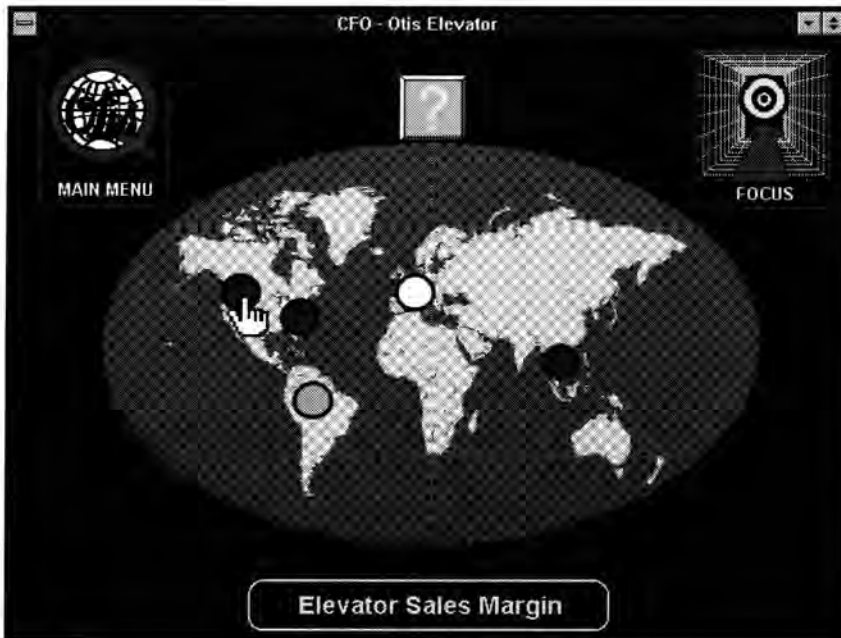 CFO - Otis Elevator
?
MAIN MENU
FOCUS
Elevator Sales Margin